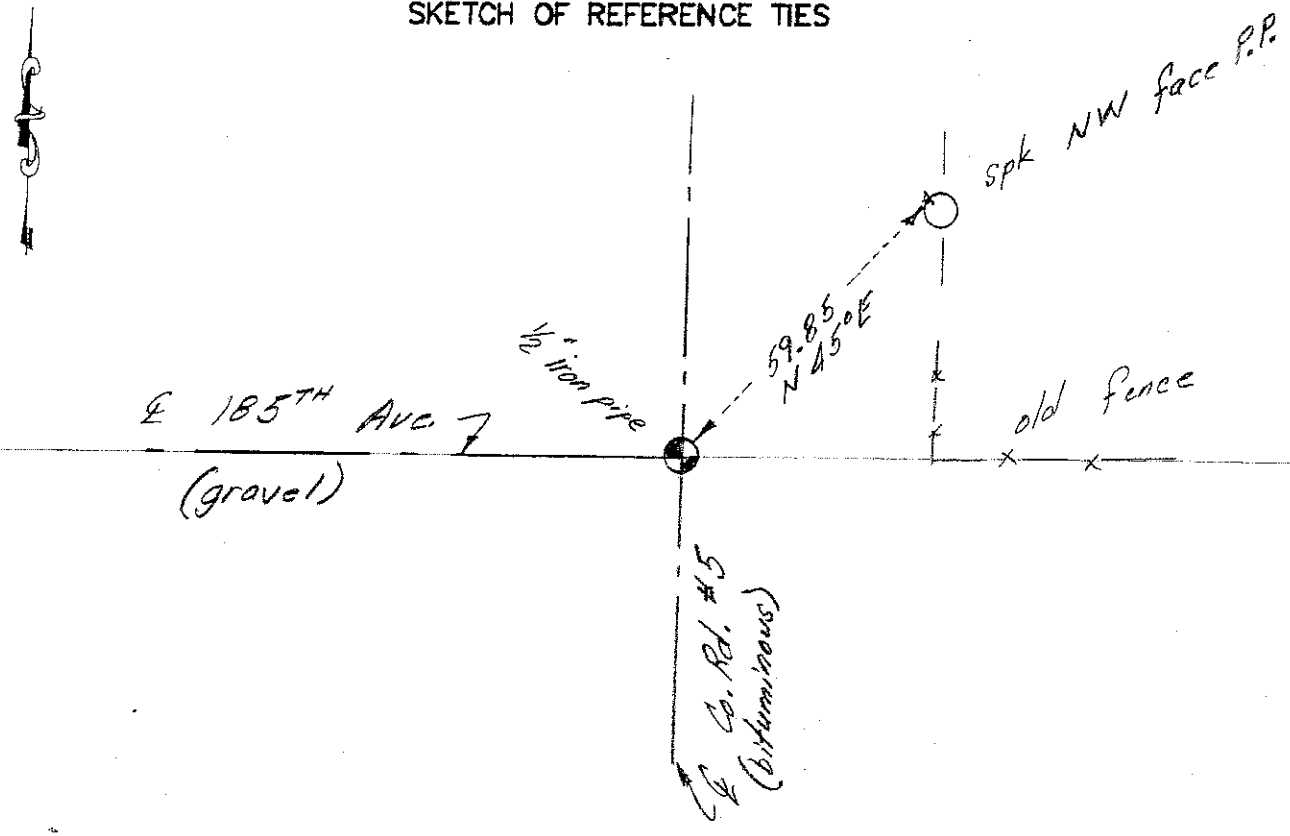 SKETCH OF REFERENCE TIES
spk NW face P.P.
59.85
N 45°E
1/2" iron pipe
℄ 185TH Ave
(gravel)
old fence
℄ Co. Rd. #5
(bituminous)